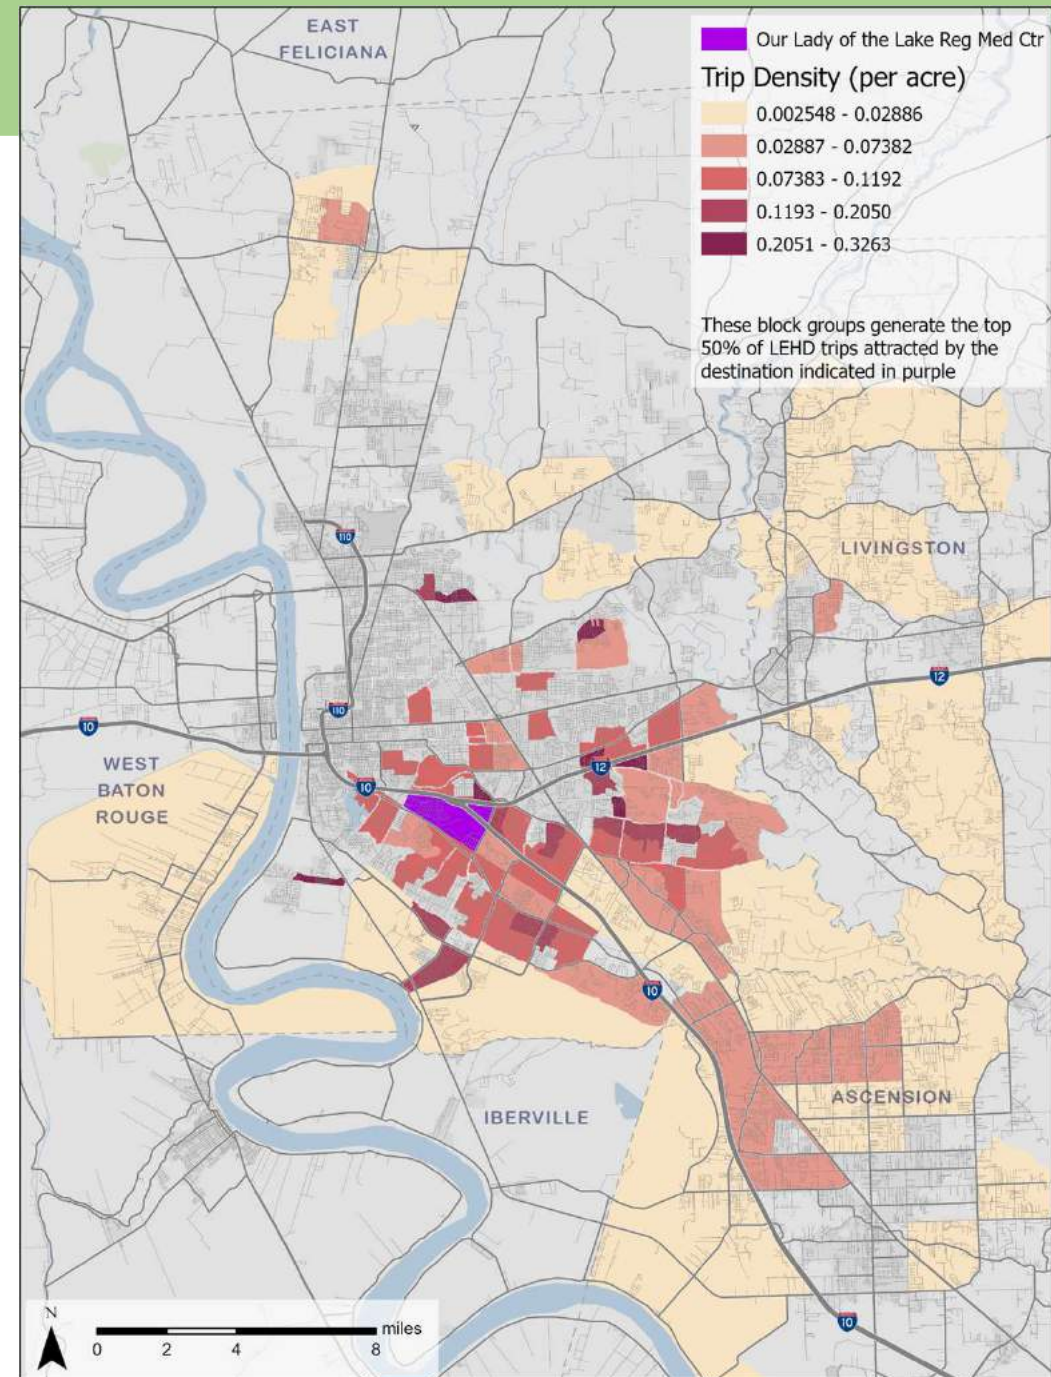 EAST
FELICIANA
Our Lady of the Lake Reg Med Ctr
Trip Density (per acre)
0.002548 - 0.02886
0.02887 - 0.07382
0.07383 - 0.1192
0.1193 - 0.2050
0.2051 - 0.3263
These block groups generate the top
50% of LEHD trips attracted by the
destination indicated in purple
110
LIVINGSTON
12
110
10
WEST
BATON
ROUGE
12
10
10
ASCENSION
IBERVILLE
10
N
miles
0 2 4 8